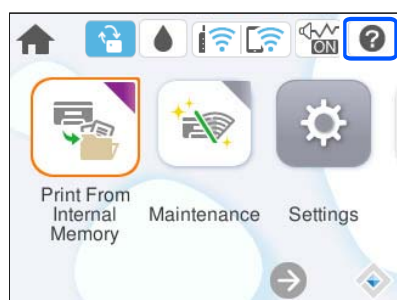 ON
?
Print From
Internal
Memory
Maintenance
Settings